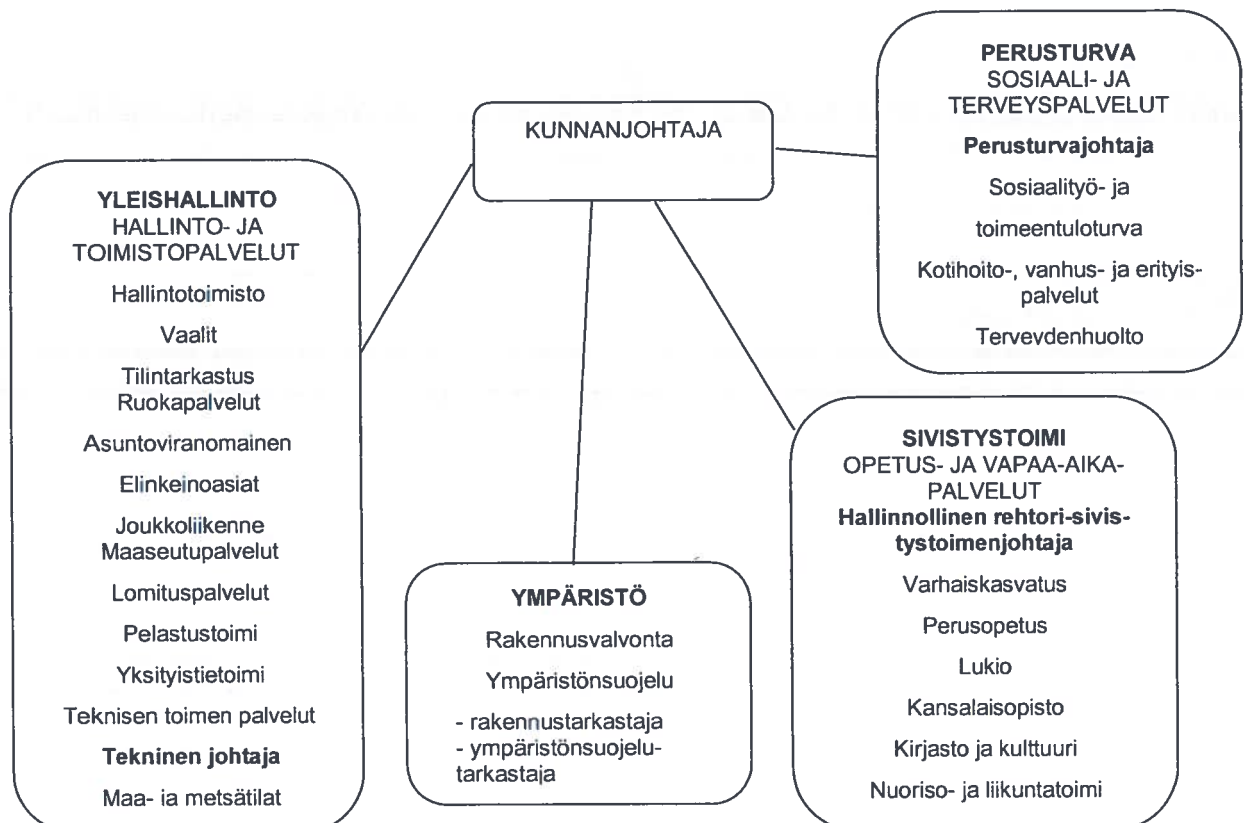 KUNNANJOHTAJA
PERUSTURVA
SOSIAALI- JA
TERVEYSPALVELUT
Perusturvajohtaja
Sosiaalityö- ja
toimeentuloturva
Kotihoito-, vanhus- ja erityis-
palvelut
Tervevdenhuolto
YLEISHALLINTO
HALLINTO- JA
TOIMISTOPALVELUT
Hallintotoimisto
Vaalit
Tilintarkastus
Ruokapalvelut
Asuntoviranomainen
Elinkeinoasiat
Joukkoliikenne
Maaseutupalvelut
Lomituspalvelut
Pelastustoimi
Yksityistietoimi
Teknisen toimen palvelut
Tekninen johtaja
Maa- ia metsätilat
YMPÄRISTÖ
Rakennusvalvonta
Ympäristönsuojelu
- rakennustarkastaja
- ympäristönsuojelu-
tarkastaja
SIVISTYSTOIMI
OPETUS- JA VAPAA-AIKA-
PALVELUT
Hallinnollinen rehtori-sivis-
tystoimenjohtaja
Varhaiskasvatus
Perusopetus
Lukio
Kansalaisopisto
Kirjasto ja kulttuuri
Nuoriso- ja liikuntatoimi